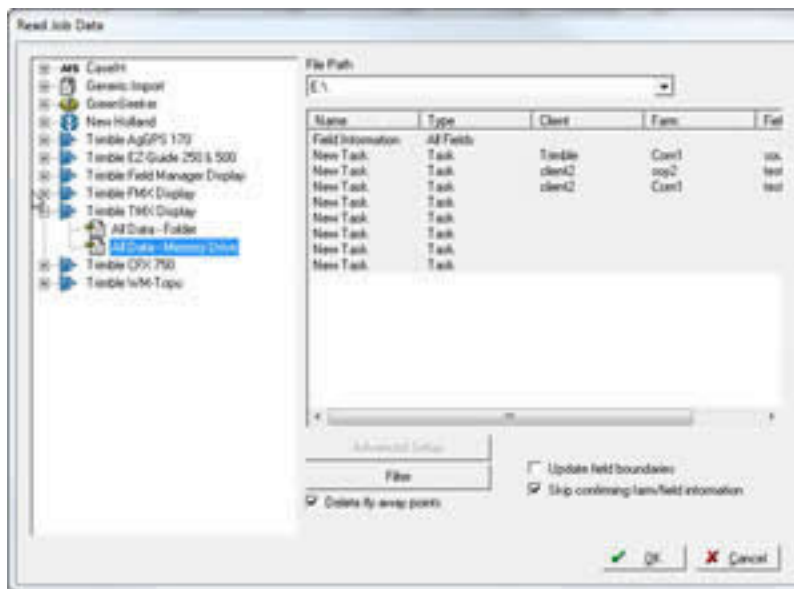 Read Job Data
AFS CaseIH
Generic Import
GreenSeeker
New Holland
Trimble AgGPS 170
Trimble EZ-Guide 250 & 500
Trimble Field Manager Display
Trimble FMX Display
Trimble TMX Display
All Data - Folder
All Data - Memory Drive
Trimble CFX 750
Trimble WM-Topo
File Path
E:\
Name Type Client Farm Fiel
Field Information All Fields
New Task Task Trimble Corn1
New Task Task client2 soy2 test
New Task Task client2 Corn1 test
New Task Task
New Task Task
New Task Task
New Task Task
New Task Task
Advanced Setup
Filter
Delete fly away points
Update field boundaries
Skip confirming farm/field information
OK Cancel